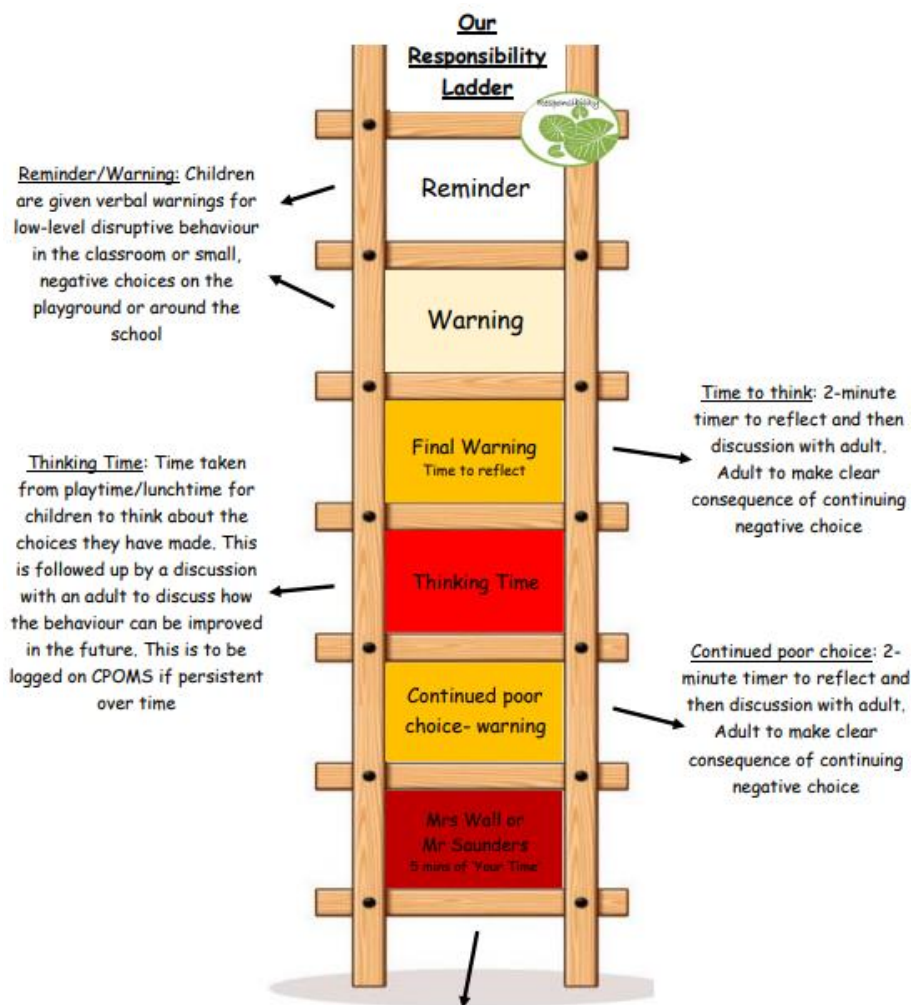 Our
Responsibility
Ladder
Responsibility
Reminder
Reminder/Warning: Children
are given verbal warnings for
low-level disruptive behaviour
in the classroom or small,
negative choices on the
playground or around the
school
Warning
Final Warning
Time to reflect
Time to think: 2-minute
timer to reflect and then
discussion with adult.
Adult to make clear
consequence of continuing
negative choice
Thinking Time: Time taken
from playtime/lunchtime for
children to think about the
choices they have made. This
is followed up by a discussion
with an adult to discuss how
the behaviour can be improved
in the future. This is to be
logged on CPOMS if persistent
over time
Thinking Time
Continued poor
choice- warning
Continued poor choice: 2-
minute timer to reflect and
then discussion with adult.
Adult to make clear
consequence of continuing
negative choice
Mrs Wall or
Mr Saunders
5 mins of 'Your Time